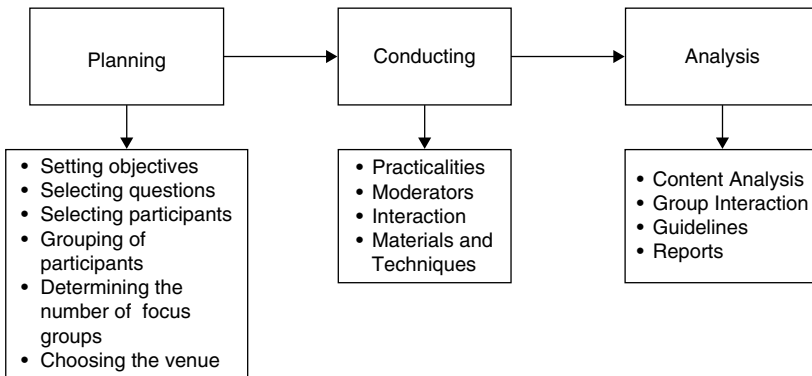 Planning
Conducting
Analysis
• Setting objectives
• Selecting questions
• Selecting participants
• Grouping of
participants
• Determining the
number of focus
groups
• Choosing the venue
• Practicalities
• Moderators
• Interaction
• Materials and
Techniques
• Content Analysis
• Group Interaction
• Guidelines
• Reports